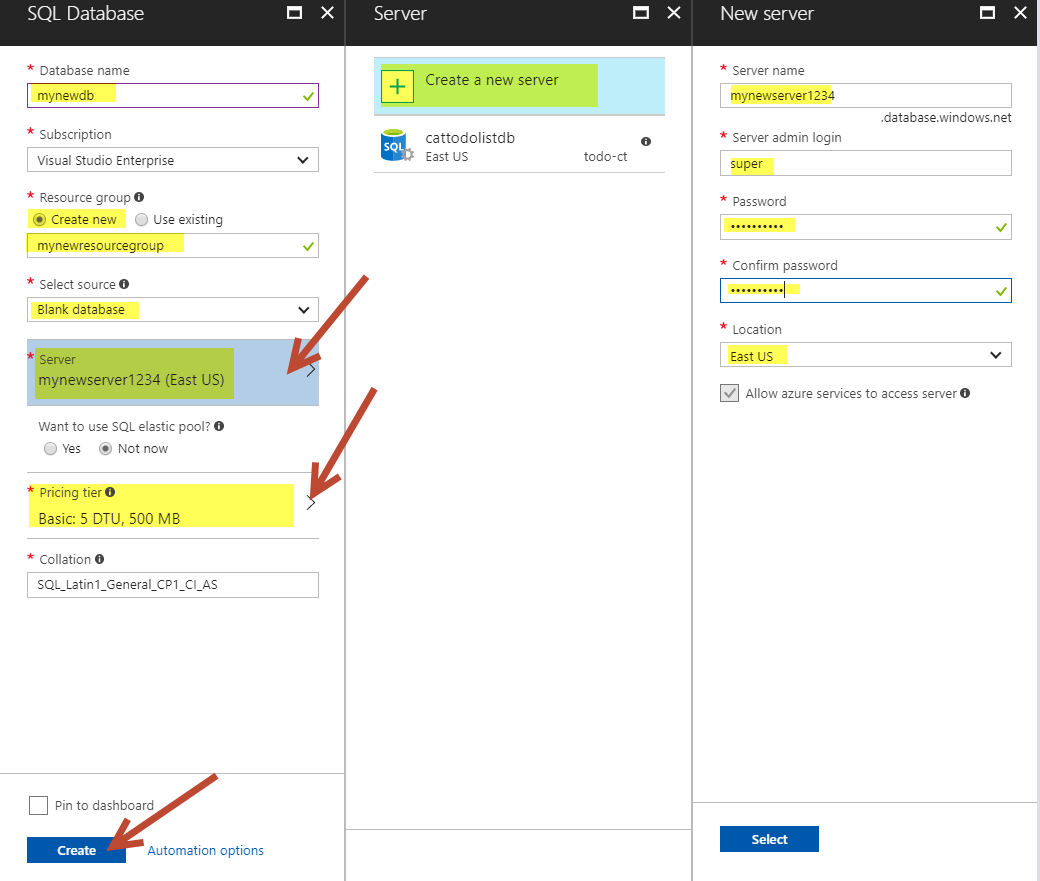 SQL Database
* Database name
mynewdb
* Subscription
Visual Studio Enterprise
* Resource group
Create new
Use existing
mynewresourcegroup
* Select source
Blank database
* Server
mynewserver1234 (East US)
Want to use SQL elastic pool?
Yes
Not now
* Pricing tier
Basic: 5 DTU, 500 MB
* Collation
SQL_Latin1_General_CP1_CI_AS
Pin to dashboard
Create
Automation options
Server
Create a new server
SQL
cattodolistdb
East US
todo-ct
New server
* Server name
mynewserver1234
.database.windows.net
* Server admin login
super
* Password
••••••••••
* Confirm password
••••••••••
* Location
East US
Allow azure services to access server
Select